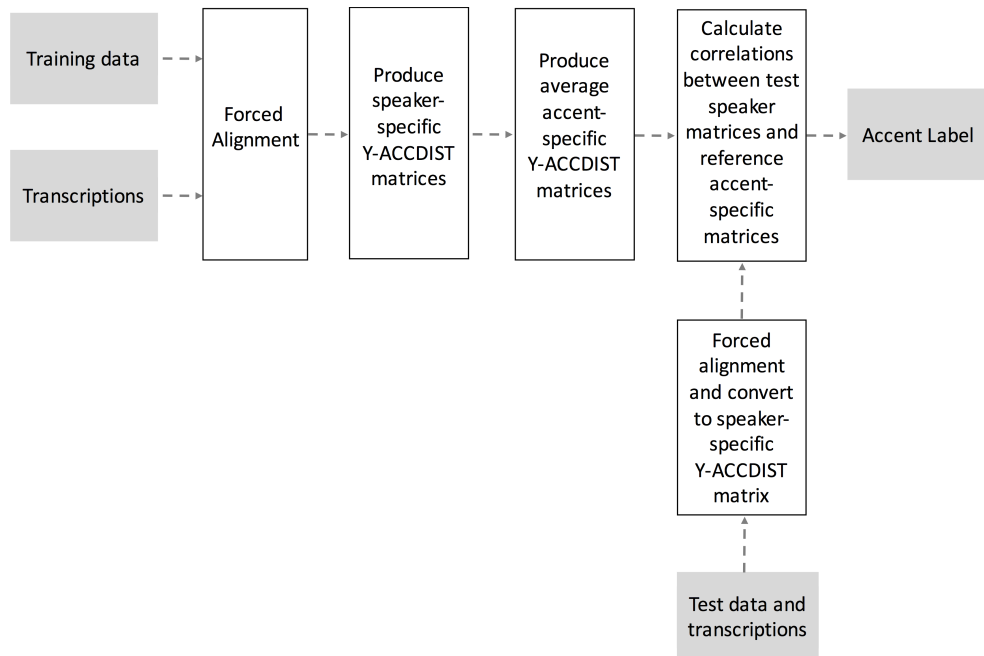 Training data
Transcriptions
Forced
Alignment
Produce
speaker-
specific
Y-ACCDIST
matrices
Produce
average
accent-
specific
Y-ACCDIST
matrices
Calculate
correlations
between test
speaker
matrices and
reference
accent-
specific
matrices
Accent Label
Forced
alignment
and convert
to speaker-
specific
Y-ACCDIST
matrix
Test data and
transcriptions